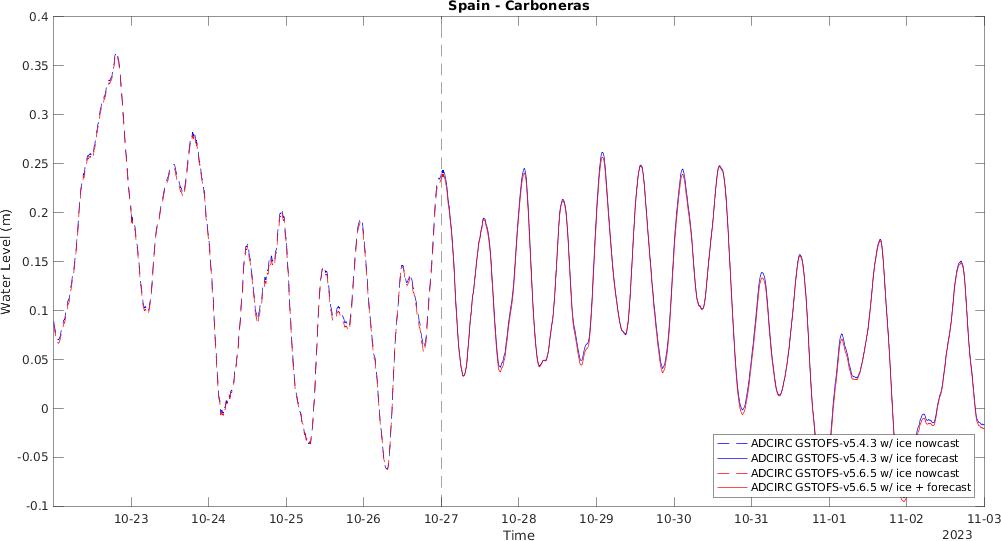 Spain - Carboneras
0.4
0.35
0.3
0.25
0.2
0.15
0.1
0.05
0
-0.05
-0.1
Water Level (m)
10-23 10-24 10-25 10-26 10-27 10-28 10-29 10-30 10-31 11-01 11-02 11-03
Time
2023
ADCIRC GSTOFS-v5.4.3 w/ ice nowcast
ADCIRC GSTOFS-v5.4.3 w/ ice forecast
ADCIRC GSTOFS-v5.6.5 w/ ice nowcast
ADCIRC GSTOFS-v5.6.5 w/ ice + forecast